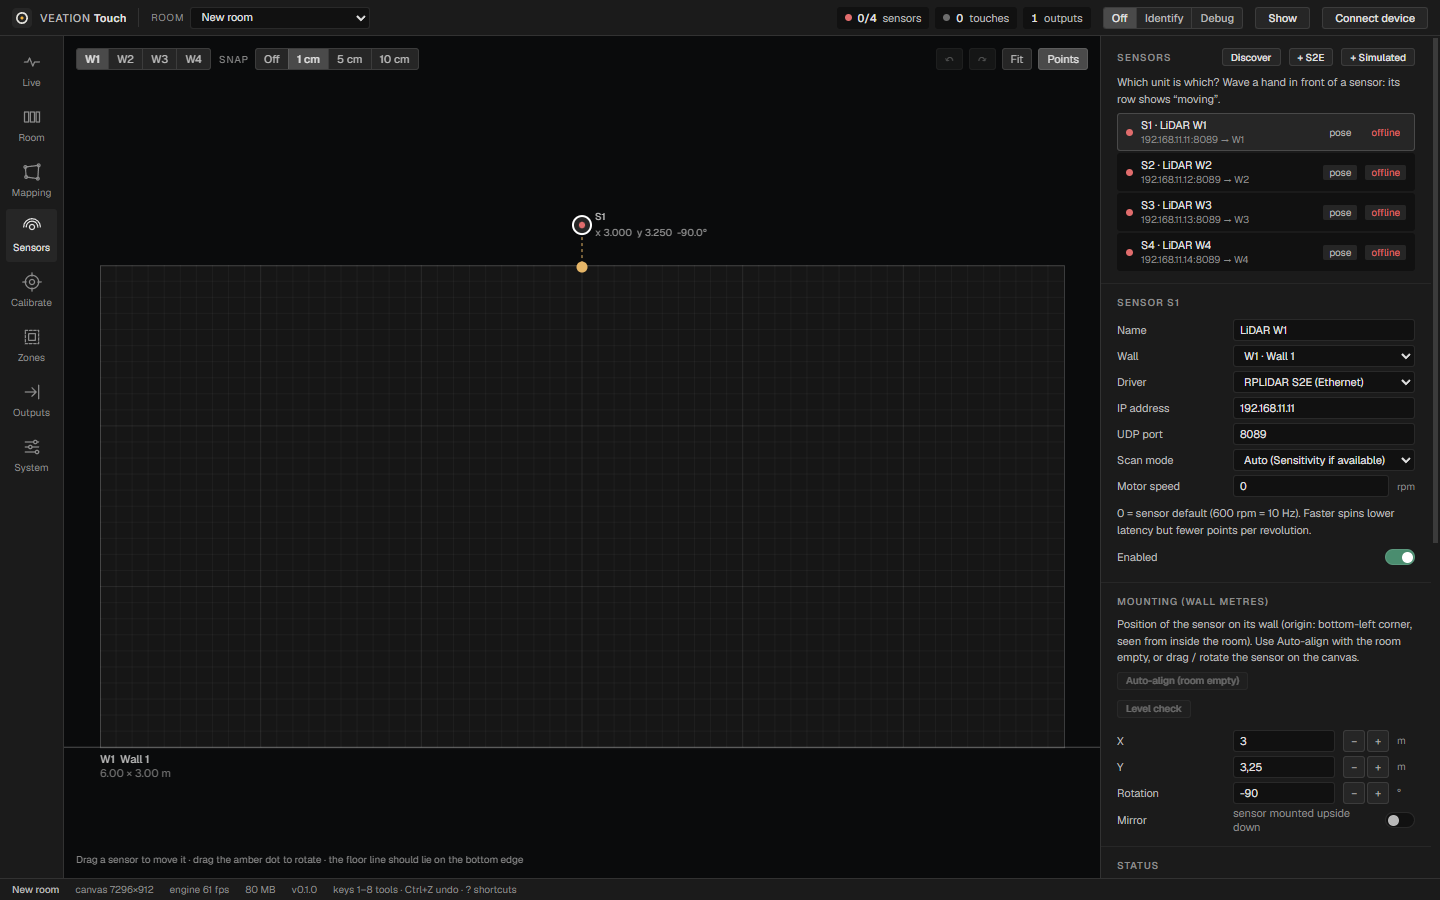 VEATION Touch
ROOM New room
0/4 sensors
0 touches
1 outputs
Off Identify Debug
Show
Connect device
Live
Room
Mapping
Sensors
Calibrate
Zones
Outputs
System
W1 W2 W3 W4 SNAP Off 1 cm 5 cm 10 cm
Fit Points
S1
x 3.000 y 3.250 -90.0°
W1 Wall 1
6.00 × 3.00 m
Drag a sensor to move it · drag the amber dot to rotate · the floor line should lie on the bottom edge
SENSORS Discover + S2E + Simulated
Which unit is which? Wave a hand in front of a sensor: its
row shows “moving”.
S1 · LiDAR W1
192.168.11.11:8089 → W1
pose offline
S2 · LiDAR W2
192.168.11.12:8089 → W2
pose offline
S3 · LiDAR W3
192.168.11.13:8089 → W3
pose offline
S4 · LiDAR W4
192.168.11.14:8089 → W4
pose offline
SENSOR S1
Name LiDAR W1
Wall W1 · Wall 1
Driver RPLIDAR S2E (Ethernet)
IP address 192.168.11.11
UDP port 8089
Scan mode Auto (Sensitivity if available)
Motor speed 0 rpm
0 = sensor default (600 rpm = 10 Hz). Faster spins lower
latency but fewer points per revolution.
Enabled
MOUNTING (WALL METRES)
Position of the sensor on its wall (origin: bottom-left corner,
seen from inside the room). Use Auto-align with the room
empty, or drag / rotate the sensor on the canvas.
Auto-align (room empty)
Level check
X 3 − + m
Y 3,25 − + m
Rotation -90 − + °
Mirror sensor mounted upside
down
STATUS
New room canvas 7296×912 engine 61 fps 80 MB v0.1.0 keys 1–8 tools · Ctrl+Z undo · ? shortcuts